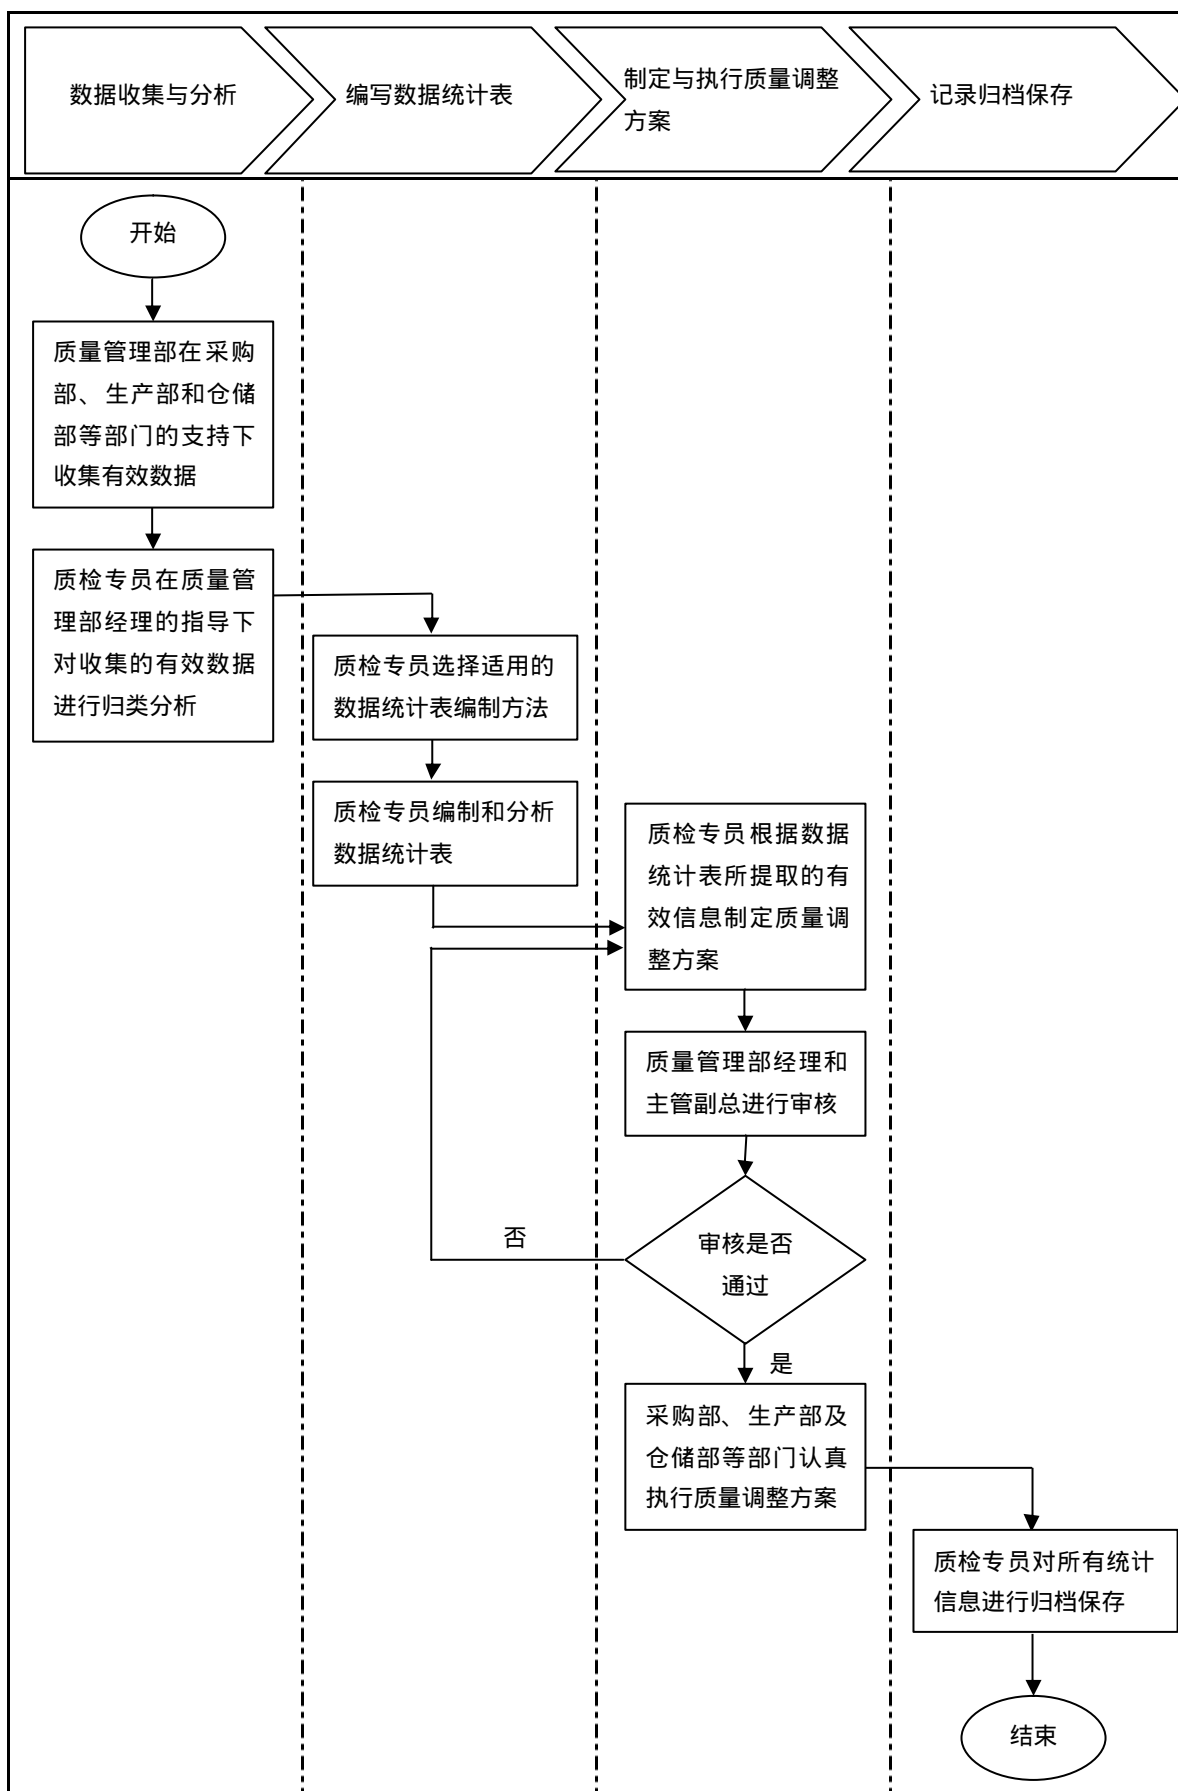 数据收集与分析
编写数据统计表
制定与执行质量调整
方案
记录归档保存
开始
质量管理部在采购
部、生产部和仓储
部等部门的支持下
收集有效数据
质检专员在质量管
理部经理的指导下
对收集的有效数据
进行归类分析
质检专员选择适用的
数据统计表编制方法
质检专员编制和分析
数据统计表
质检专员根据数据
统计表所提取的有
效信息制定质量调
整方案
质量管理部经理和
主管副总进行审核
否
审核是否
通过
是
采购部、生产部及
仓储部等部门认真
执行质量调整方案
质检专员对所有统计
信息进行归档保存
结束